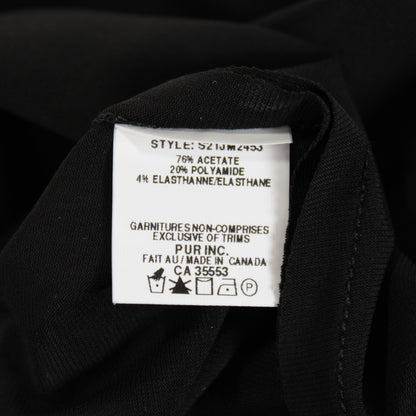 STYLE: S21JM2453
76% ACETATE
20% POLYAMIDE
4% ELASTHANNE/ELASTHANE
GARNITURES NON-COMPRISES
EXCLUSIVE OF TRIMS
PUR INC.
FAIT AU / MADE IN CANADA
CA 35553
P